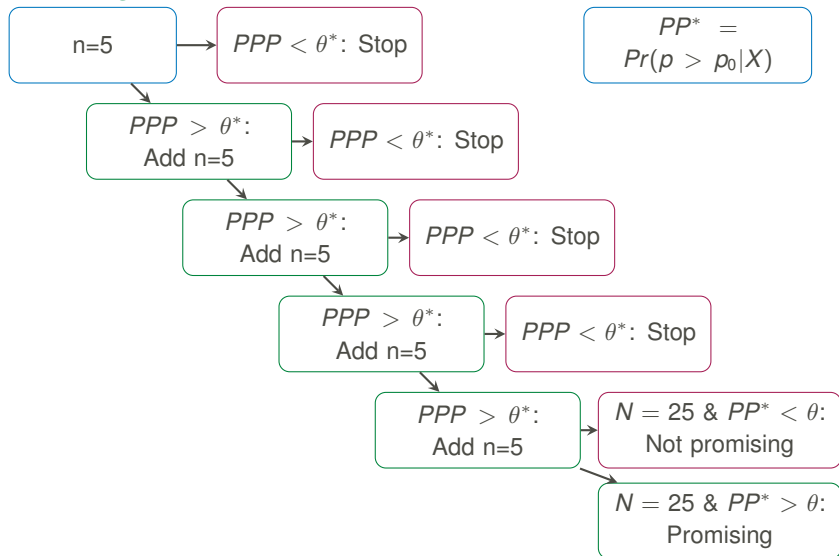 n=5
PPP < θ*: Stop
PP* =
Pr(p > p₀|X)
PPP > θ*:
Add n=5
PPP < θ*: Stop
PPP > θ*:
Add n=5
PPP < θ*: Stop
PPP > θ*:
Add n=5
PPP < θ*: Stop
PPP > θ*:
Add n=5
N = 25 & PP* < θ:
Not promising
N = 25 & PP* > θ:
Promising